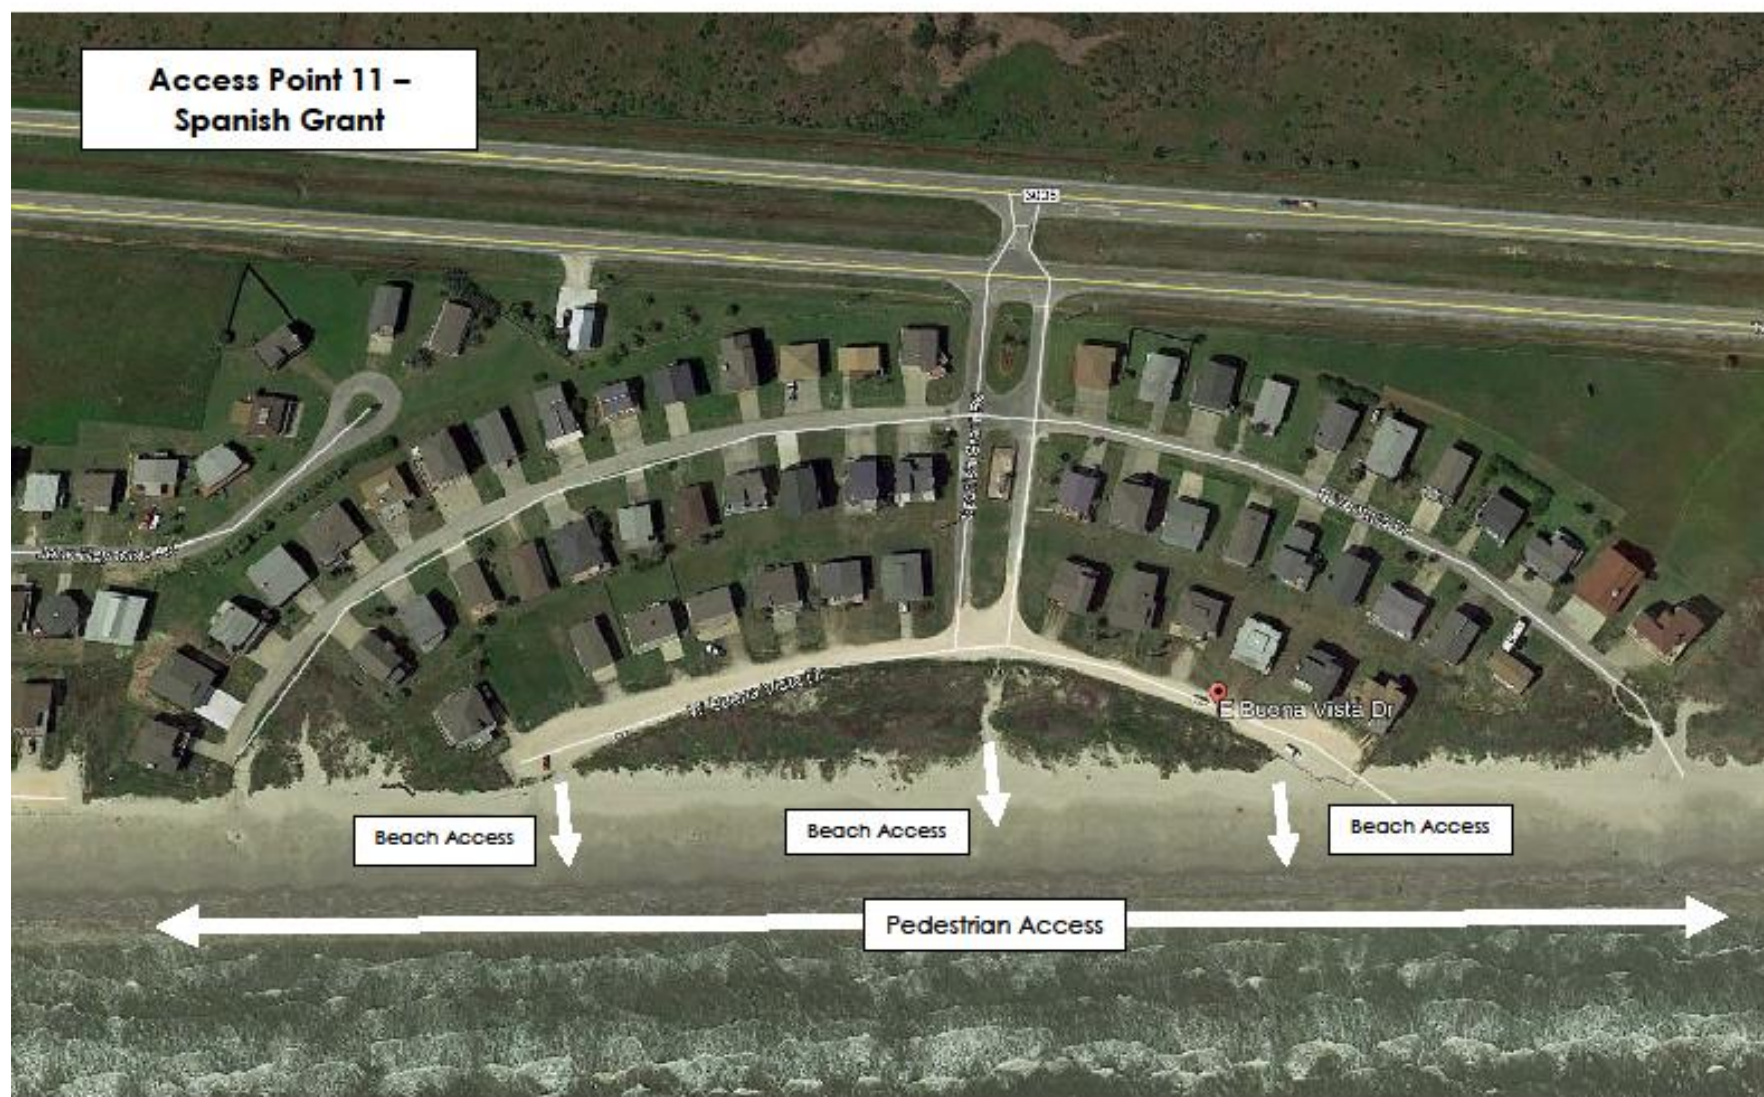 Access Point 11 –
Spanish Grant
E Buena Vista Dr
Beach Access
Beach Access
Beach Access
Pedestrian Access